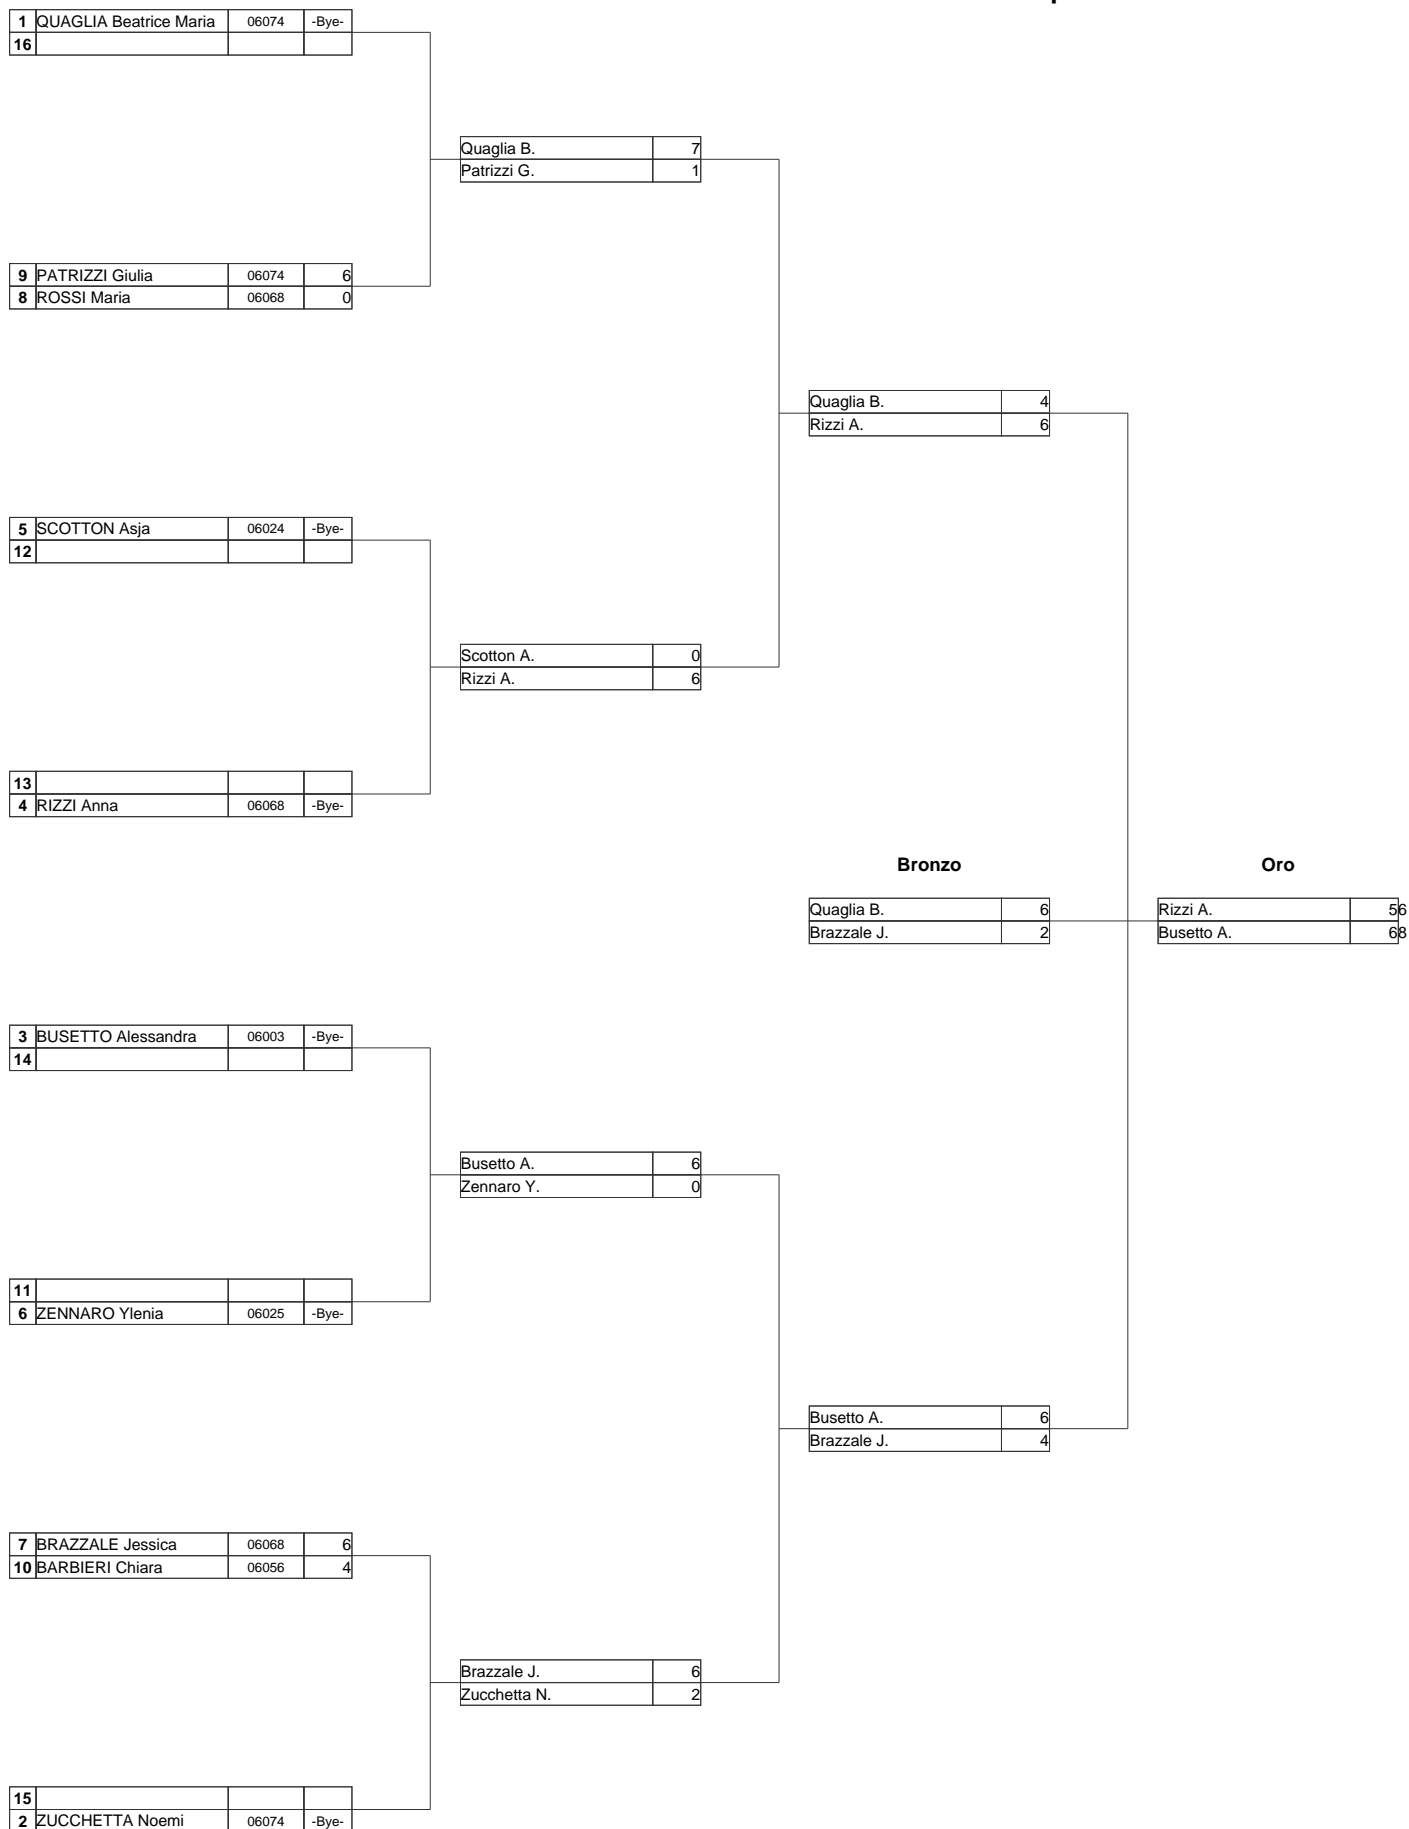 1 QUAGLIA Beatrice Maria 06074 -Bye-
16
Quaglia B. 7
Patrizzi G. 1
9 PATRIZZI Giulia 06074 6
8 ROSSI Maria 06068 0
Quaglia B. 4
Rizzi A. 6
5 SCOTTON Asja 06024 -Bye-
12
Scotton A. 0
Rizzi A. 6
13
4 RIZZI Anna 06068 -Bye-
Bronzo Oro
Quaglia B. 6 Rizzi A. 56
Brazzale J. 2 Busetto A. 68
3 BUSETTO Alessandra 06003 -Bye-
14
Busetto A. 6
Zennaro Y. 0
11
6 ZENNARO Ylenia 06025 -Bye-
Busetto A. 6
Brazzale J. 4
7 BRAZZALE Jessica 06068 6
10 BARBIERI Chiara 06056 4
Brazzale J. 6
Zucchetta N. 2
15
2 ZUCCHETTA Noemi 06074 -Bye-